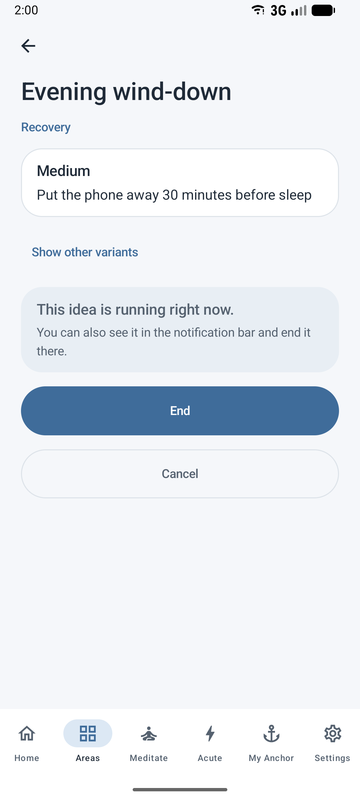 2:00
3G
Evening wind-down
Recovery
Medium
Put the phone away 30 minutes before sleep
Show other variants
This idea is running right now.
You can also see it in the notification bar and end it
there.
End
Cancel
Home
Areas
Meditate
Acute
My Anchor
Settings